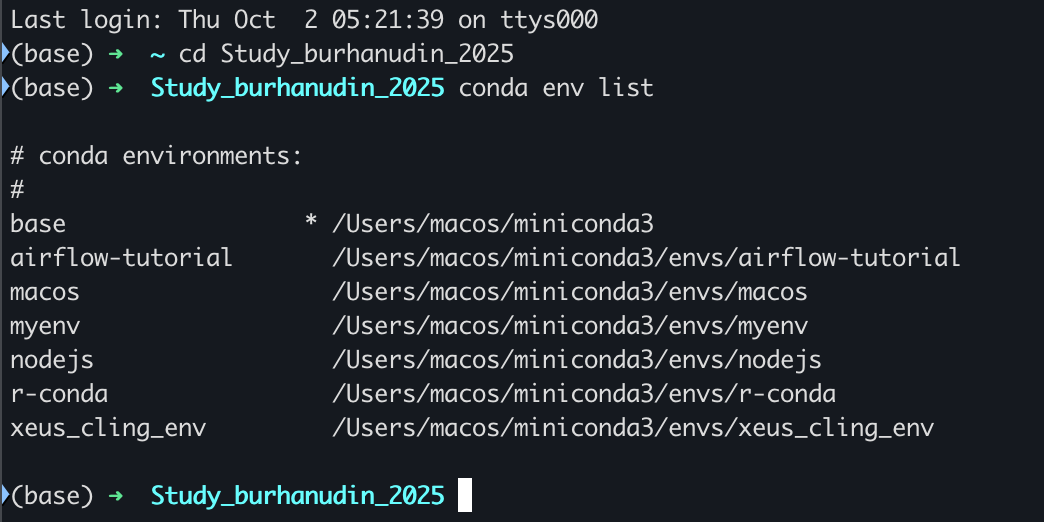 Last login: Thu Oct  2 05:21:39 on ttys000
(base) ➜  ~ cd Study_burhanudin_2025
(base) ➜  Study_burhanudin_2025 conda env list

# conda environments:
#
base                 * /Users/macos/miniconda3
airflow-tutorial       /Users/macos/miniconda3/envs/airflow-tutorial
macos                  /Users/macos/miniconda3/envs/macos
myenv                  /Users/macos/miniconda3/envs/myenv
nodejs                 /Users/macos/miniconda3/envs/nodejs
r-conda                /Users/macos/miniconda3/envs/r-conda
xeus_cling_env         /Users/macos/miniconda3/envs/xeus_cling_env

(base) ➜  Study_burhanudin_2025